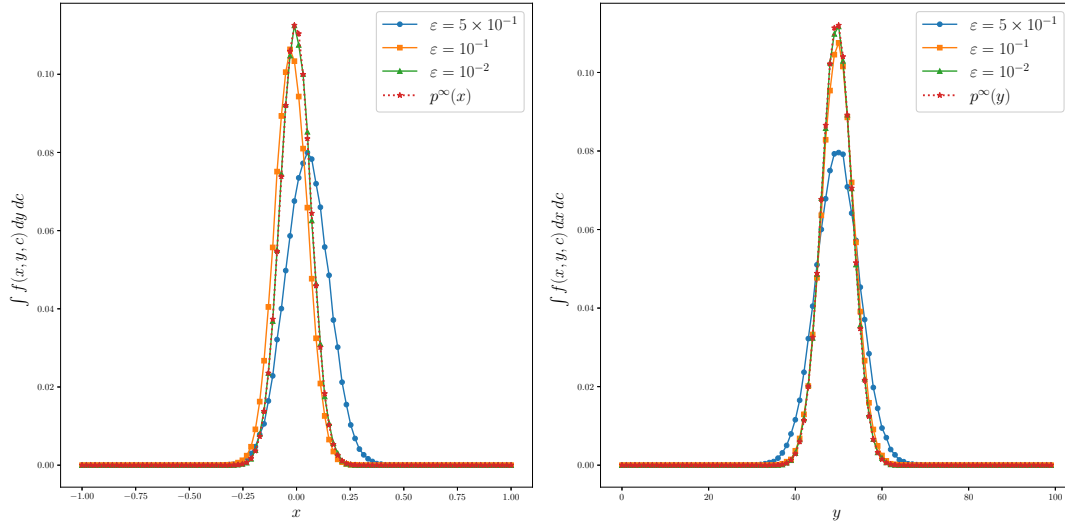 ε = 5 × 10⁻¹
ε = 10⁻¹
ε = 10⁻²
p^∞(x)
∫ f(x, y, c) dy dc
0.10
0.08
0.06
0.04
0.02
0.00
−1.00 −0.75 −0.50 −0.25 0.00 0.25 0.50 0.75 1.00
x
ε = 5 × 10⁻¹
ε = 10⁻¹
ε = 10⁻²
p^∞(y)
∫ f(x, y, c) dx dc
0.10
0.08
0.06
0.04
0.02
0.00
0 20 40 60 80 100
y